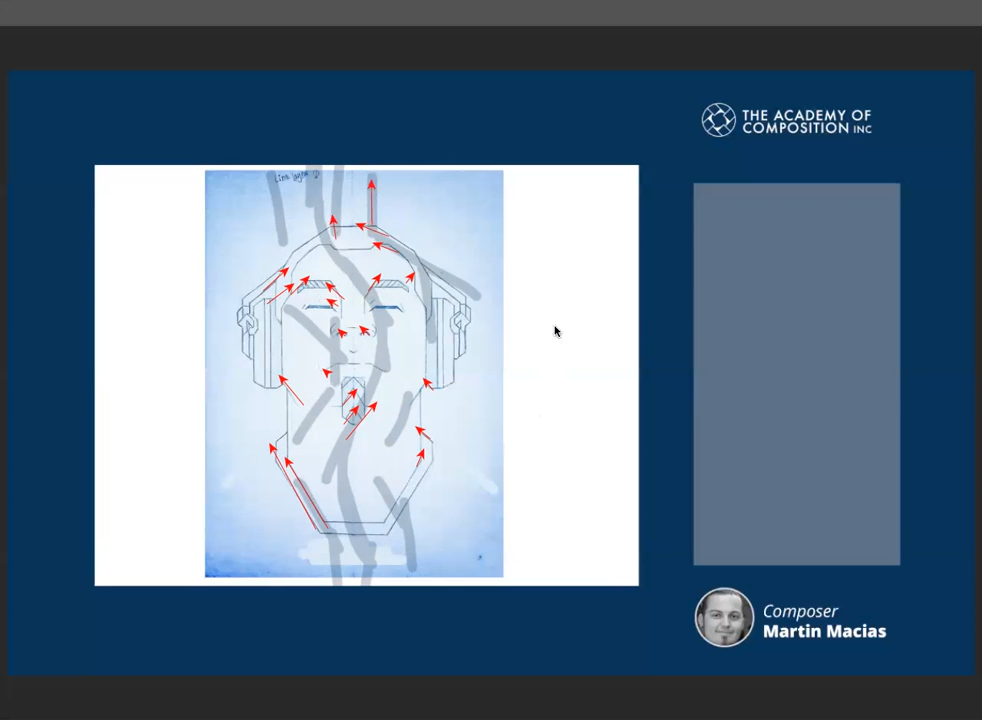 THE ACADEMY OF
COMPOSITION INC
Composer
Martin Macias